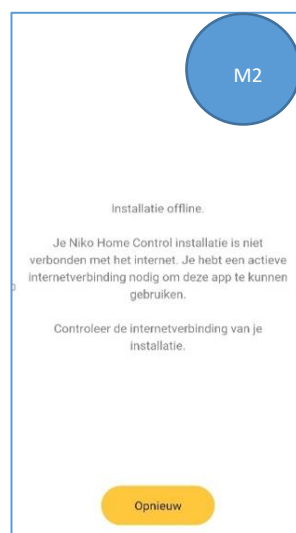 M2
Installatie offline.
Je Niko Home Control installatie is niet
verbonden met het internet. Je hebt een actieve
internetverbinding nodig om deze app te kunnen
gebruiken.
Controleer de internetverbinding van je
installatie.
Opnieuw